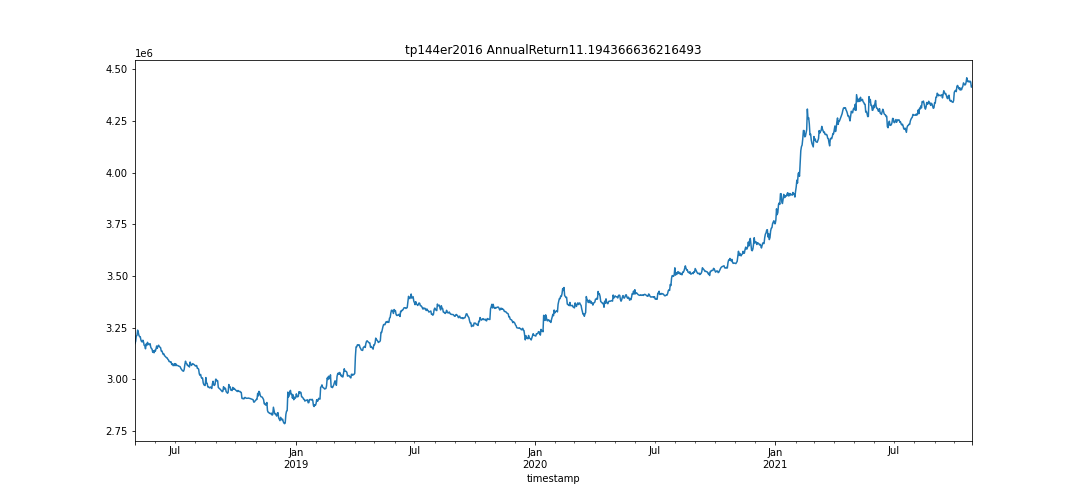 tp144er2016 AnnualReturn11.194366636216493
1e6
4.50
4.25
4.00
3.75
3.50
3.25
3.00
2.75
Jul Jan Jul Jan Jul Jan Jul
2019 2020 2021
timestamp